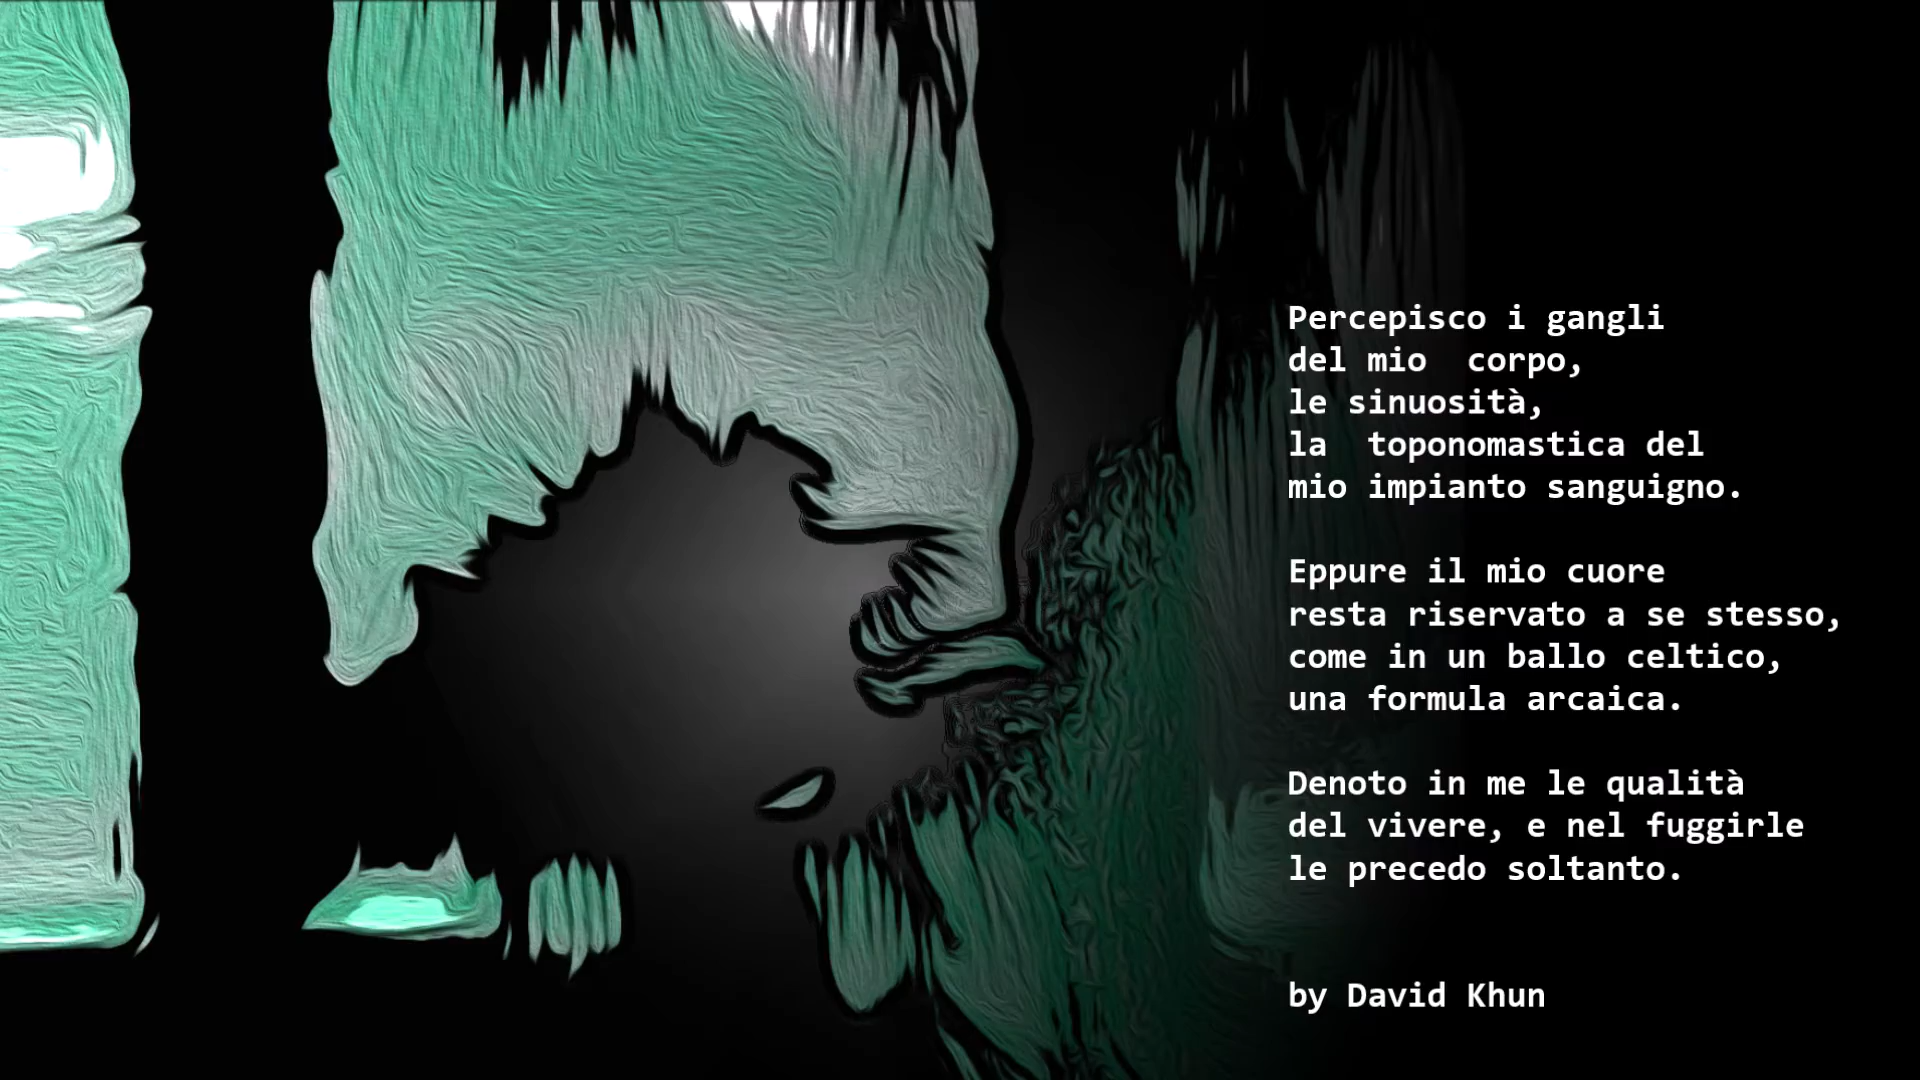 Percepisco i gangli
del mio  corpo,
le sinuosità,
la  toponomastica del
mio impianto sanguigno.
Eppure il mio cuore
resta riservato a se stesso,
come in un ballo celtico,
una formula arcaica.
Denoto in me le qualità
del vivere, e nel fuggirle
le precedo soltanto.
by David Khun